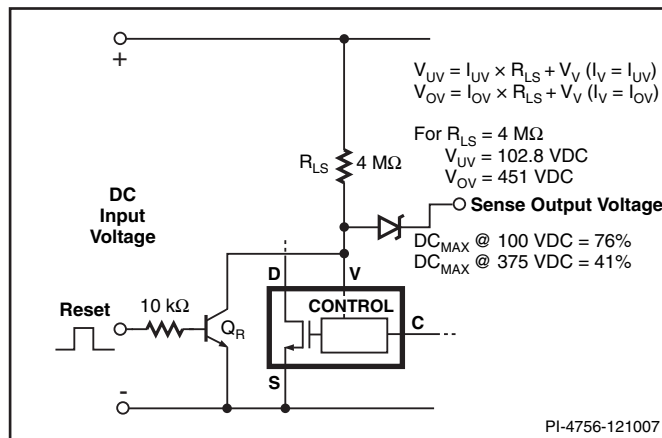 +
V_UV = I_UV × R_LS + V_V (I_V = I_UV)
V_OV = I_OV × R_LS + V_V (I_V = I_OV)
For R_LS = 4 MΩ
V_UV = 102.8 VDC
V_OV = 451 VDC
R_LS 4 MΩ
DC
Input
Voltage
Sense Output Voltage
DC_MAX @ 100 VDC = 76%
DC_MAX @ 375 VDC = 41%
D V
CONTROL
Reset
10 kΩ
Q_R
C
S
-
PI-4756-121007